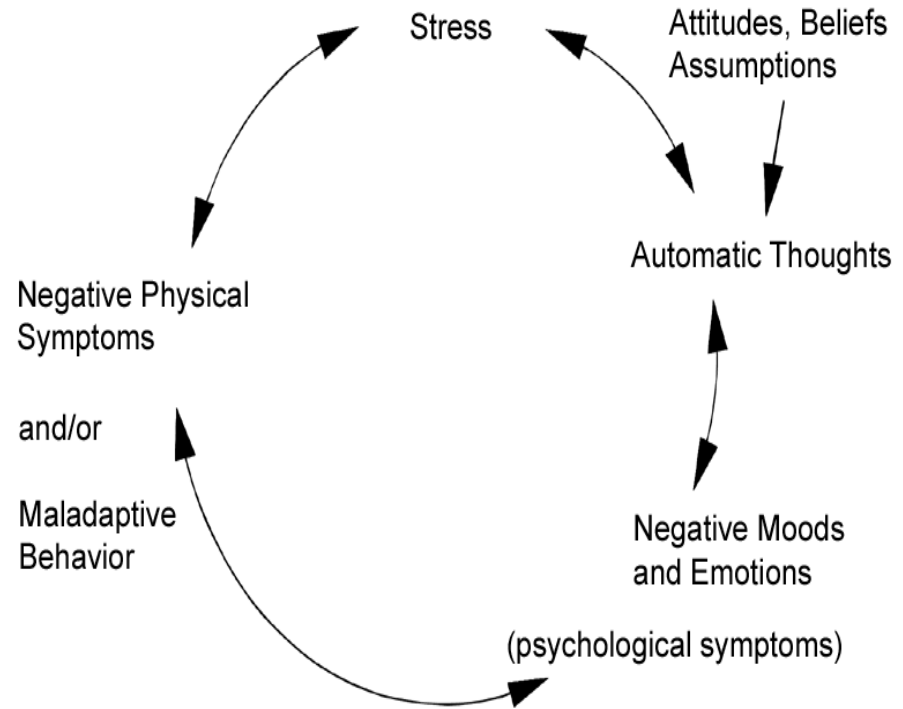 Stress
Attitudes, Beliefs
Assumptions
Automatic Thoughts
Negative Physical
Symptoms
and/or
Maladaptive
Behavior
Negative Moods
and Emotions
(psychological symptoms)